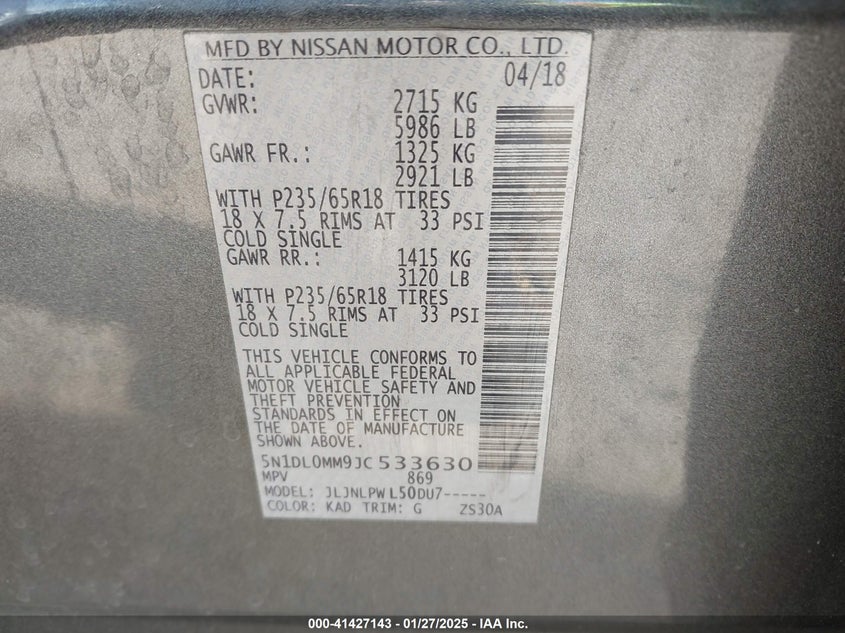 MFD BY NISSAN MOTOR CO., LTD.
DATE: 04/18
GVWR: 2715 KG
5986 LB
GAWR FR.: 1325 KG
2921 LB
WITH P235/65R18 TIRES
18 X 7.5 RIMS AT 33 PSI
COLD SINGLE
GAWR RR.: 1415 KG
3120 LB
WITH P235/65R18 TIRES
18 X 7.5 RIMS AT 33 PSI
COLD SINGLE
THIS VEHICLE CONFORMS TO
ALL APPLICABLE FEDERAL
MOTOR VEHICLE SAFETY AND
THEFT PREVENTION
STANDARDS IN EFFECT ON
THE DATE OF MANUFACTURE
SHOWN ABOVE.
5N1DL0MM9JC533630
MPV 869
MODEL: JLJNLPW L50DU7-----
COLOR: KAD TRIM: G ZS30A
000-41427143 - 01/27/2025 - IAA Inc.